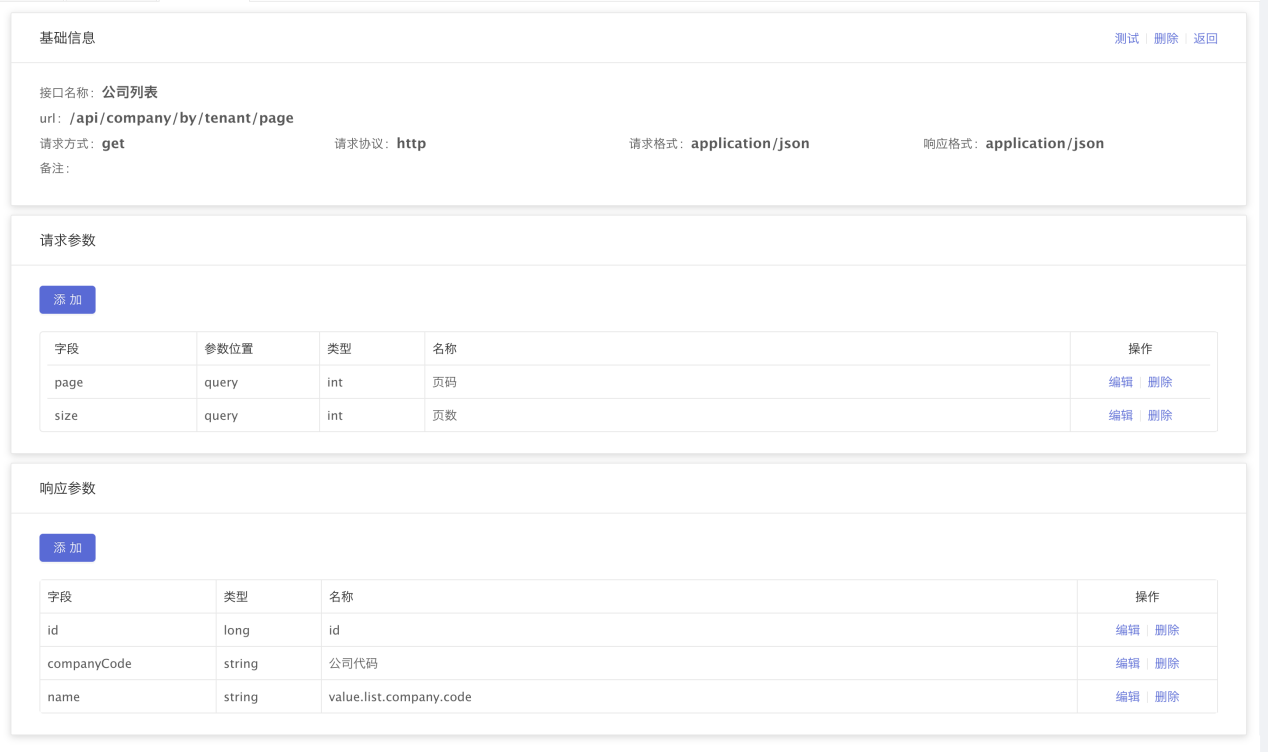 基础信息 测试 删除 返回
接口名称: 公司列表
url: /api/company/by/tenant/page
请求方式: get 请求协议: http 请求格式: application/json 响应格式: application/json
备注:
请求参数
添 加
字段 参数位置 类型 名称 操作
page query int 页码 编辑 删除
size query int 页数 编辑 删除
响应参数
添 加
字段 类型 名称 操作
id long id 编辑 删除
companyCode string 公司代码 编辑 删除
name string value.list.company.code 编辑 删除